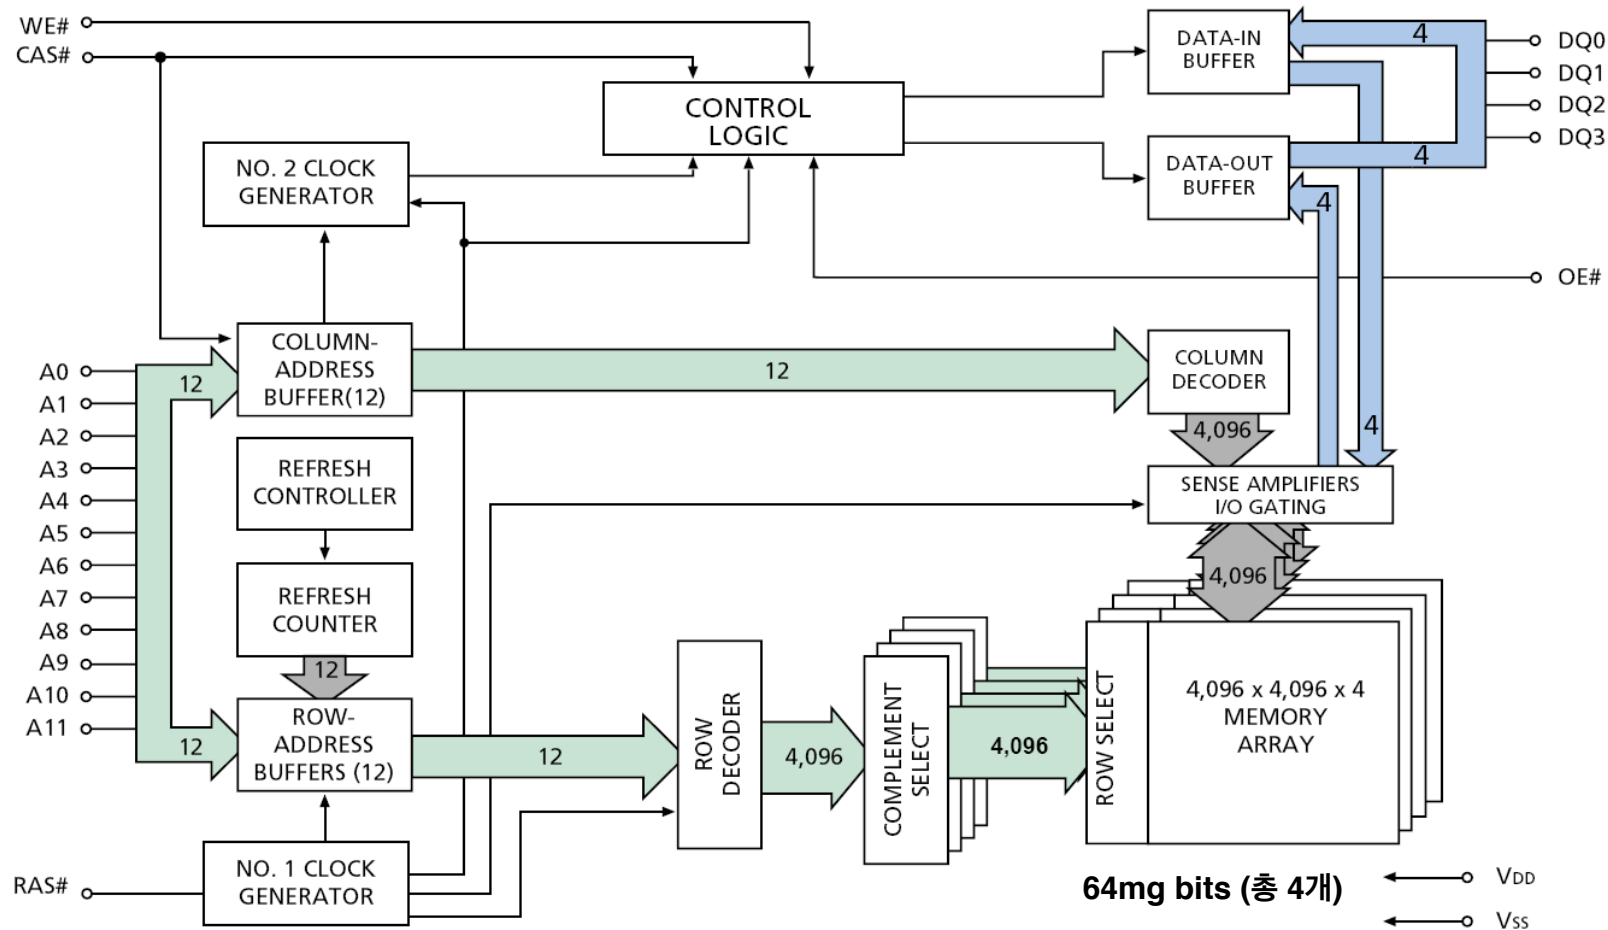 WE#
CAS#
CONTROL
LOGIC
DATA-IN
BUFFER
4
DQ0
DQ1
DQ2
DQ3
DATA-OUT
BUFFER
4
4
NO. 2 CLOCK
GENERATOR
OE#
COLUMN-
ADDRESS
BUFFER(12)
12
12
COLUMN
DECODER
4,096
4
A0
A1
A2
A3
A4
A5
A6
A7
A8
A9
A10
A11
REFRESH
CONTROLLER
SENSE AMPLIFIERS
I/O GATING
4,096
REFRESH
COUNTER
12
12
ROW-
ADDRESS
BUFFERS (12)
12
ROW
DECODER
4,096
COMPLEMENT
SELECT
4,096
ROW SELECT
4,096 x 4,096 x 4
MEMORY
ARRAY
RAS#
NO. 1 CLOCK
GENERATOR
64mg bits (총 4개)
VDD
VSS